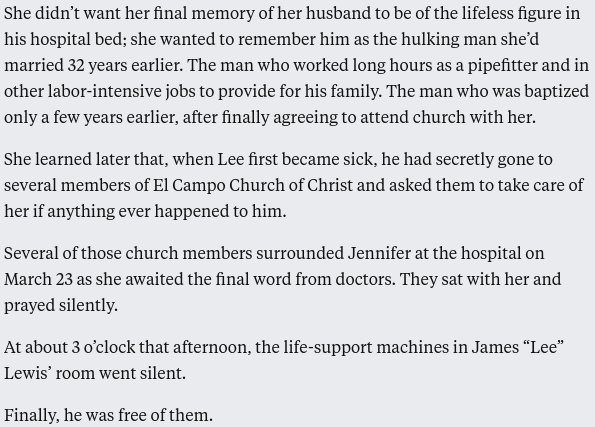 She didn’t want her final memory of her husband to be of the lifeless figure in
his hospital bed; she wanted to remember him as the hulking man she’d
married 32 years earlier. The man who worked long hours as a pipefitter and in
other labor-intensive jobs to provide for his family. The man who was baptized
only a few years earlier, after finally agreeing to attend church with her.
She learned later that, when Lee first became sick, he had secretly gone to
several members of El Campo Church of Christ and asked them to take care of
her if anything ever happened to him.
Several of those church members surrounded Jennifer at the hospital on
March 23 as she awaited the final word from doctors. They sat with her and
prayed silently.
At about 3 o’clock that afternoon, the life-support machines in James “Lee”
Lewis’ room went silent.
Finally, he was free of them.